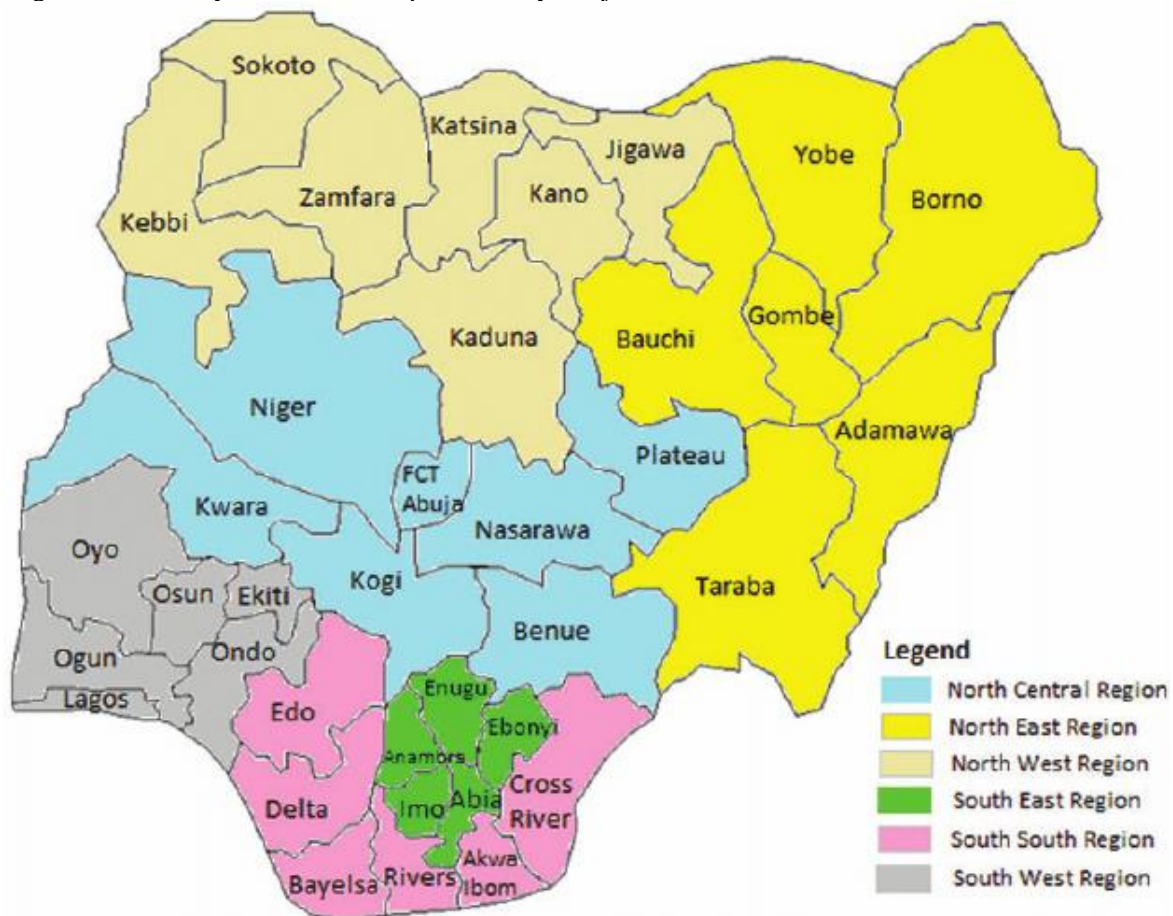 Sokoto
Katsina
Jigawa
Yobe
Borno
Kano
Zamfara
Kebbi
Kaduna
Bauchi
Gombe
Niger
Adamawa
Plateau
FCT
Abuja
Kwara
Nasarawa
Oyo
Kogi
Taraba
Osun
Ekiti
Benue
Ondo
Ogun
Lagos
Edo
Enugu
Ebonyi
Anambrs
Delta
Imo
Abia
Cross
River
Bayelsa
Rivers
Akwa
Ibom
Legend
North Central Region
North East Region
North West Region
South East Region
South South Region
South West Region